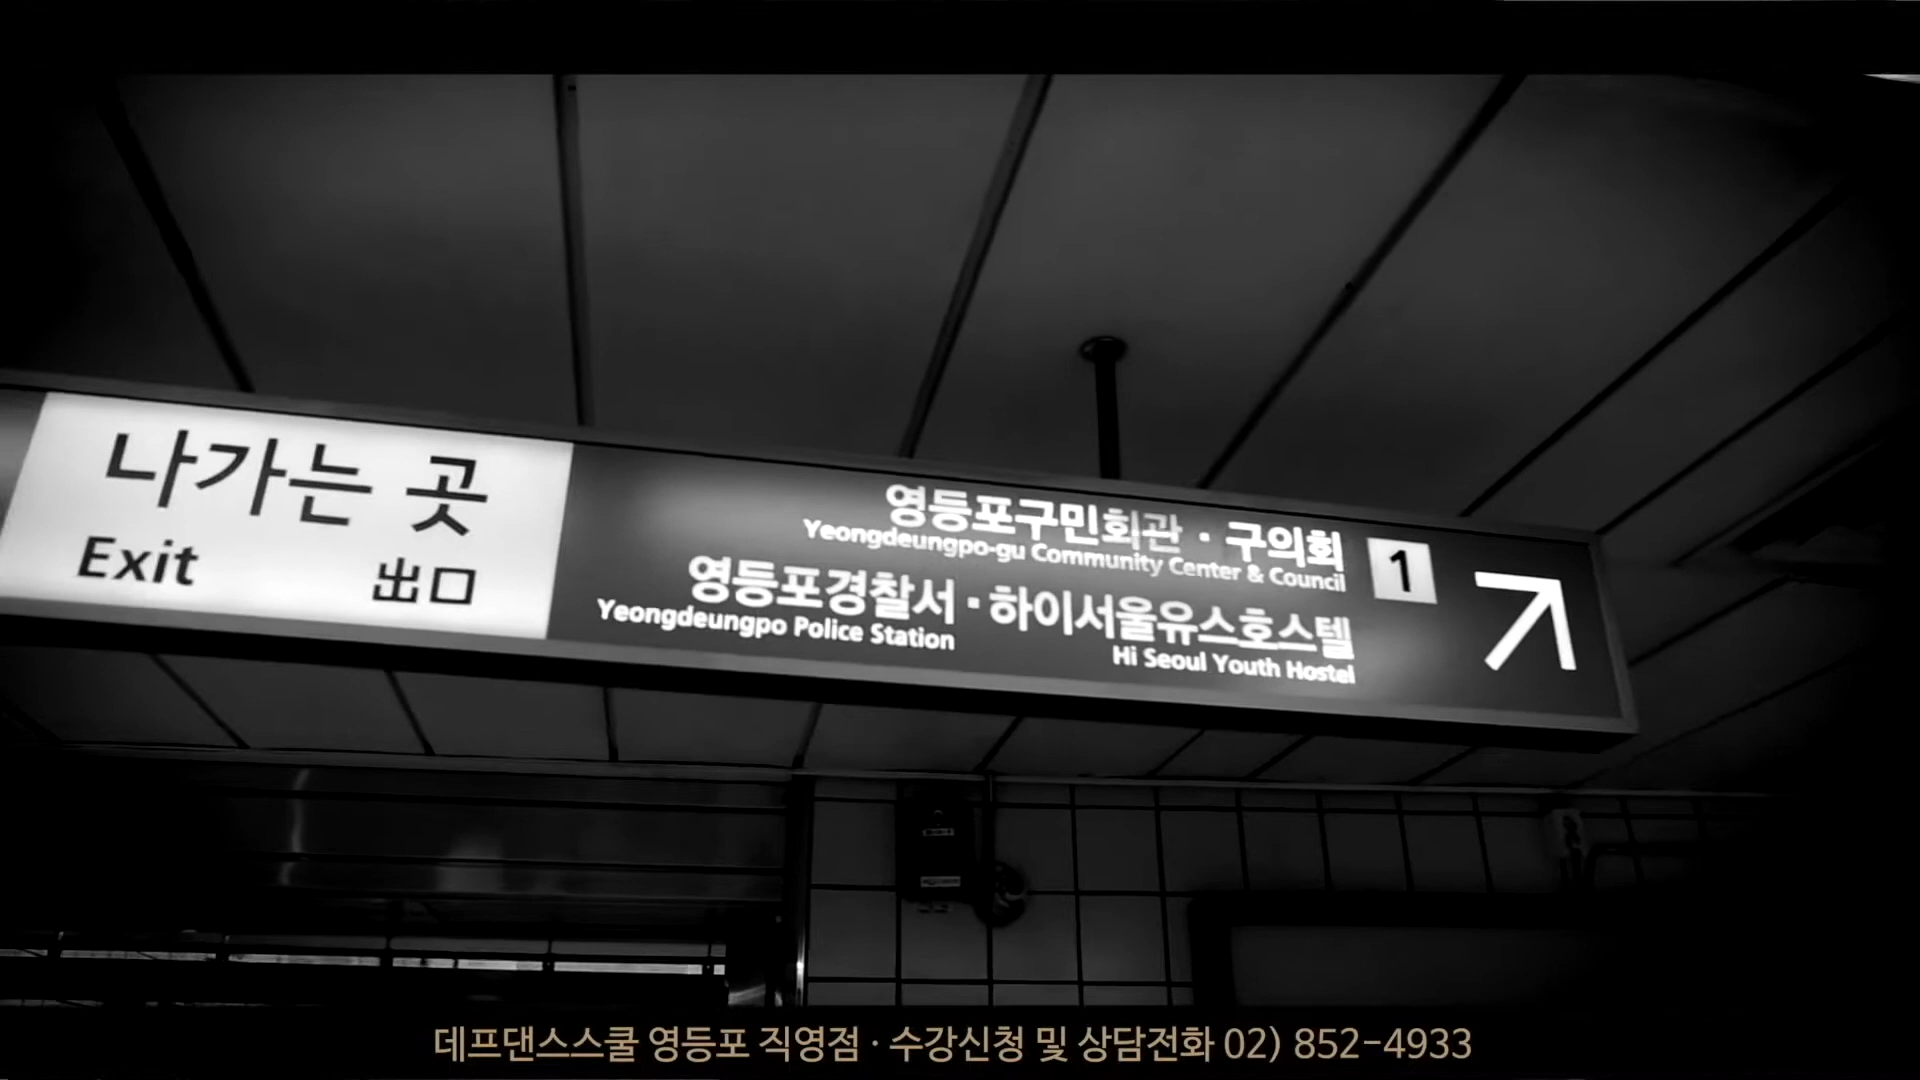 나가는 곳
Exit 出口
영등포구민회관 · 구의회 1
Yeongdeungpo-gu Community Center & Council
영등포경찰서 · 하이서울유스호스텔
Yeongdeungpo Police Station Hi Seoul Youth Hostel
데프댄스스쿨 영등포 직영점 · 수강신청 및 상담전화 02) 852-4933